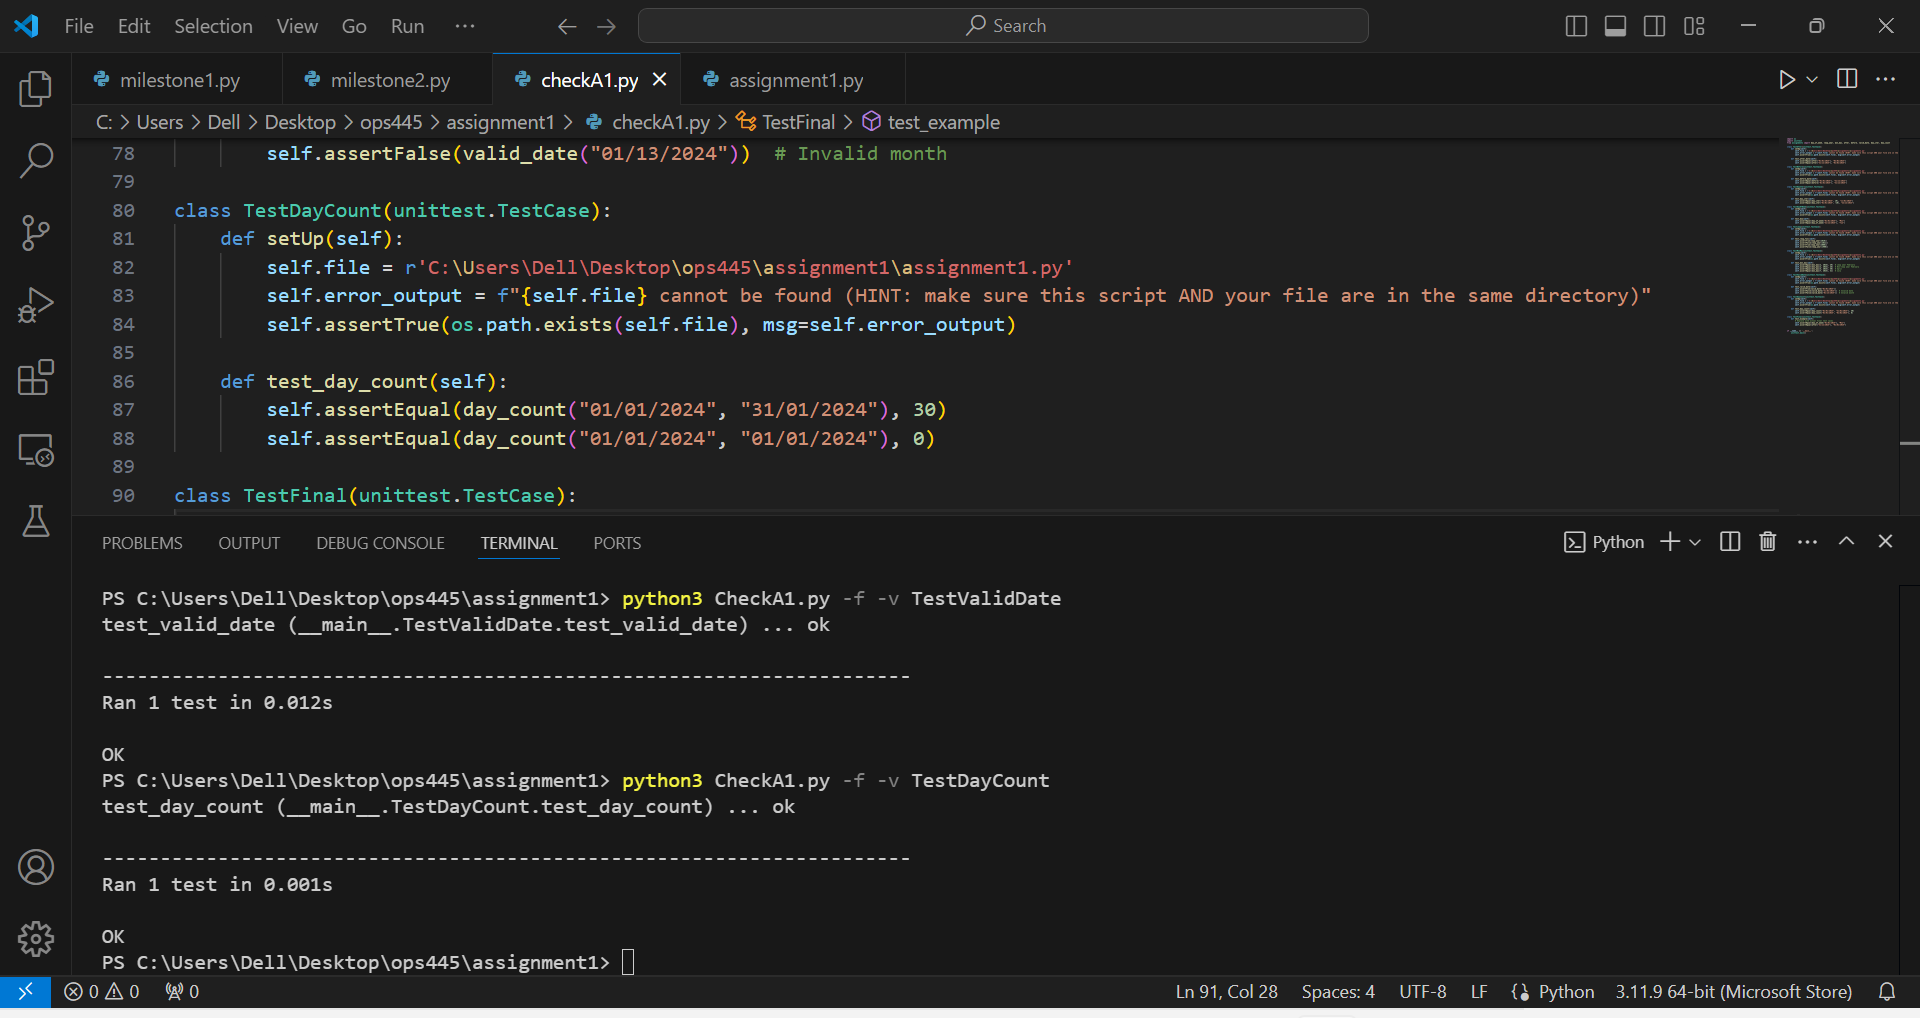 File Edit Selection View Go Run ··· Search
milestone1.py milestone2.py checkA1.py assignment1.py
C: > Users > Dell > Desktop > ops445 > assignment1 > checkA1.py > TestFinal > test_example
78 self.assertFalse(valid_date("01/13/2024")) # Invalid month
79
80 class TestDayCount(unittest.TestCase):
81 def setUp(self):
82 self.file = r'C:\Users\Dell\Desktop\ops445\assignment1\assignment1.py'
83 self.error_output = f"{self.file} cannot be found (HINT: make sure this script AND your file are in the same directory)"
84 self.assertTrue(os.path.exists(self.file), msg=self.error_output)
85
86 def test_day_count(self):
87 self.assertEqual(day_count("01/01/2024", "31/01/2024"), 30)
88 self.assertEqual(day_count("01/01/2024", "01/01/2024"), 0)
89
90 class TestFinal(unittest.TestCase):
PROBLEMS OUTPUT DEBUG CONSOLE TERMINAL PORTS Python
PS C:\Users\Dell\Desktop\ops445\assignment1> python3 CheckA1.py -f -v TestValidDate
test_valid_date (__main__.TestValidDate.test_valid_date) ... ok
----------------------------------------------------------------------
Ran 1 test in 0.012s
OK
PS C:\Users\Dell\Desktop\ops445\assignment1> python3 CheckA1.py -f -v TestDayCount
test_day_count (__main__.TestDayCount.test_day_count) ... ok
----------------------------------------------------------------------
Ran 1 test in 0.001s
OK
PS C:\Users\Dell\Desktop\ops445\assignment1>
0 0 0 Ln 91, Col 28 Spaces: 4 UTF-8 LF Python 3.11.9 64-bit (Microsoft Store)